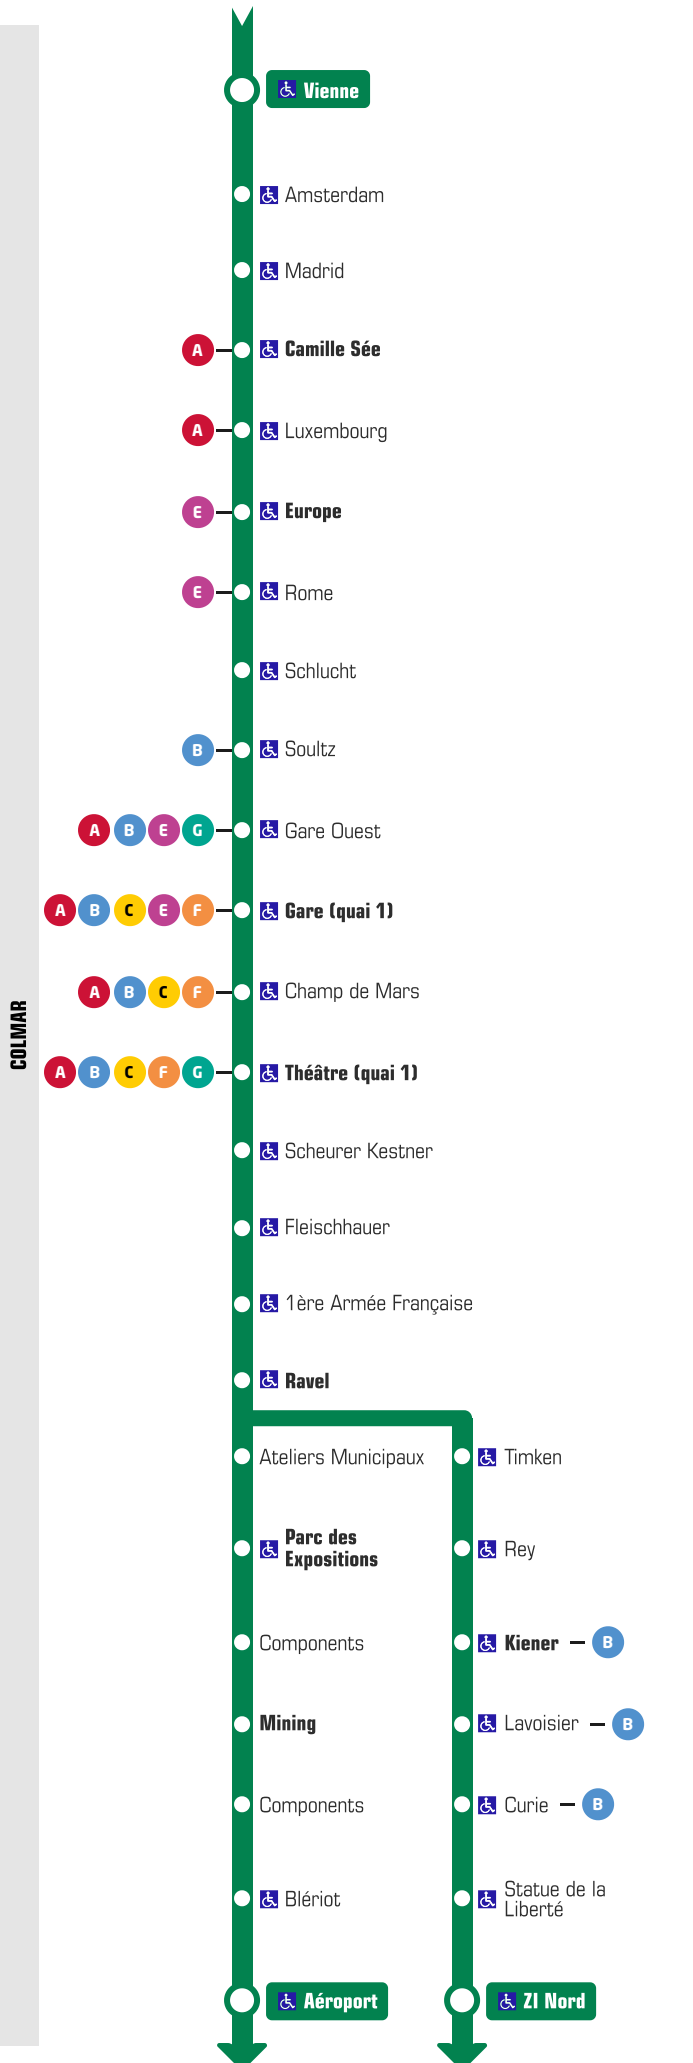 Vienne
Amsterdam
Madrid
A Camille Sée
A Luxembourg
E Europe
E Rome
Schlucht
B Soultz
A B E G Gare Ouest
A B C E F Gare (quai 1)
A B C F Champ de Mars
COLMAR
A B C F G Théâtre (quai 1)
Scheurer Kestner
Fleischhauer
1ère Armée Française
Ravel
Ateliers Municipaux
Parc des
Expositions
Components
Mining
Components
Blériot
Aéroport
Timken
Rey
Kiener B
Lavoisier B
Curie B
Statue de la
Liberté
ZI Nord